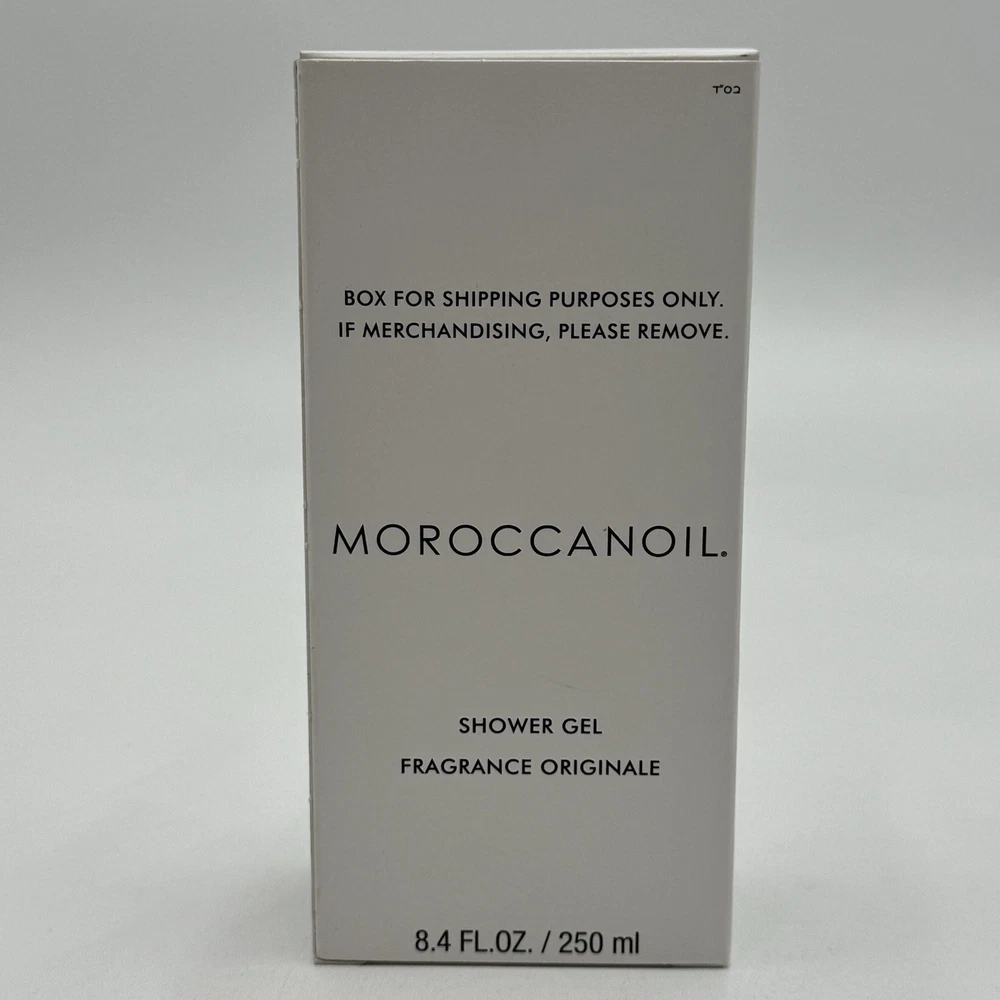 בס"ד
BOX FOR SHIPPING PURPOSES ONLY.
IF MERCHANDISING, PLEASE REMOVE.
MOROCCANOIL®
SHOWER GEL
FRAGRANCE ORIGINALE
8.4 FL.OZ. / 250 ml